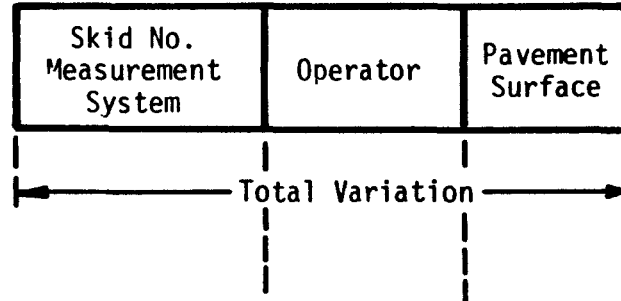 Skid No.
Measurement
System
Operator
Pavement
Surface
Total Variation